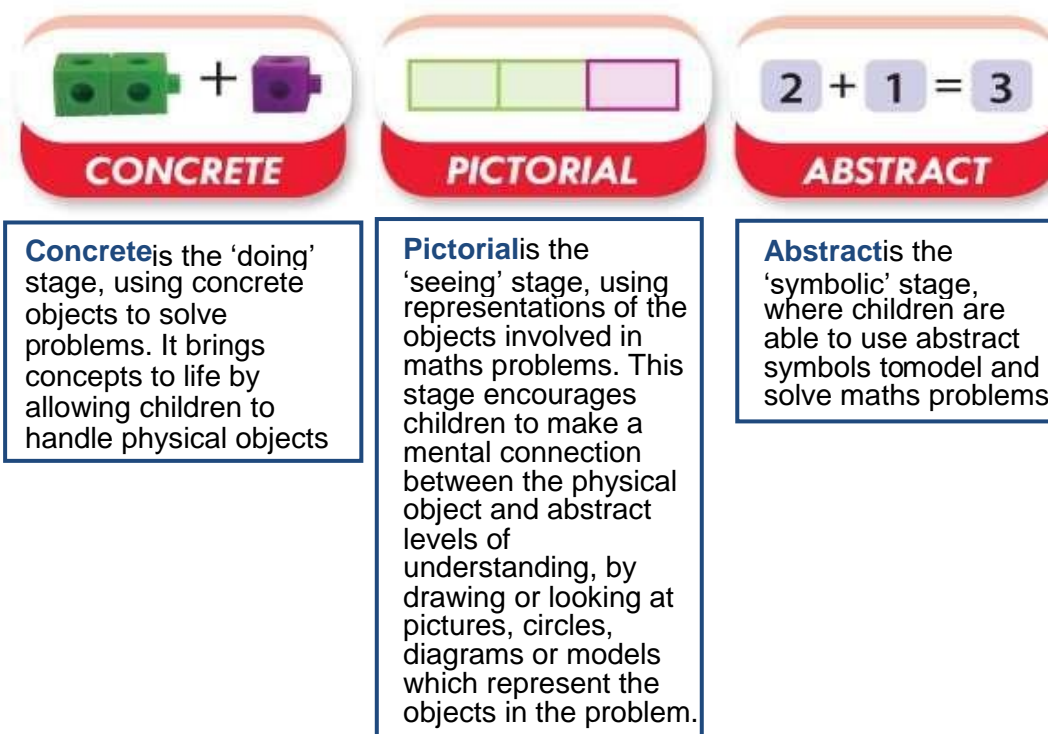 +
2 + 1 = 3
CONCRETE
PICTORIAL
ABSTRACT
Concrete is the ‘doing’
stage, using concrete
objects to solve
problems. It brings
concepts to life by
allowing children to
handle physical objects
Pictorialis the
‘seeing’ stage, using
representations of the
objects involved in
maths problems. This
stage encourages
children to make a
mental connection
between the physical
object and abstract
levels of
understanding, by
drawing or looking at
pictures, circles,
diagrams or models
which represent the
objects in the problem.
Abstractis the
‘symbolic’ stage,
where children are
able to use abstract
symbols tomodel and
solve maths problems